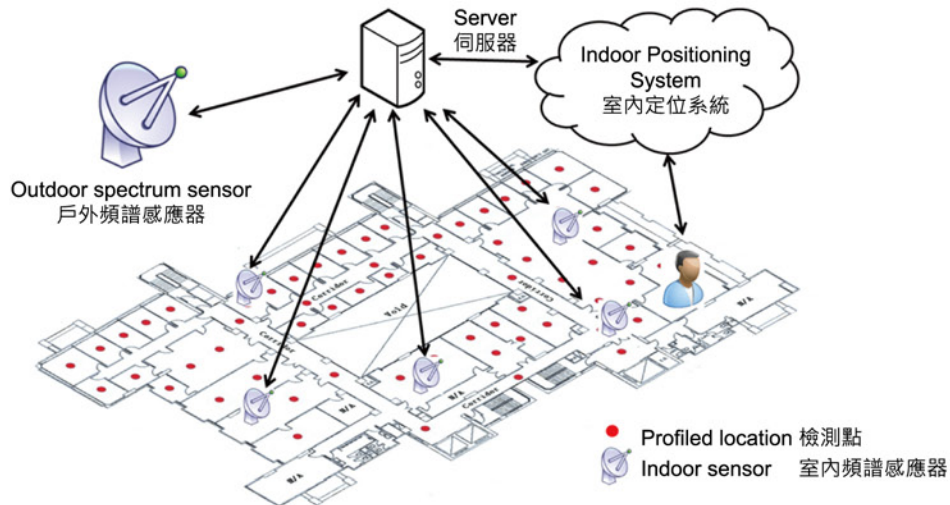 Server
伺服器
Indoor Positioning
System
室內定位系統
Outdoor spectrum sensor
戶外頻譜感應器
Corridor
Void
Corridor
Corridor
N/A
N/A
N/A
Corridor
N/A
Profiled location 檢測點
Indoor sensor 室內頻譜感應器